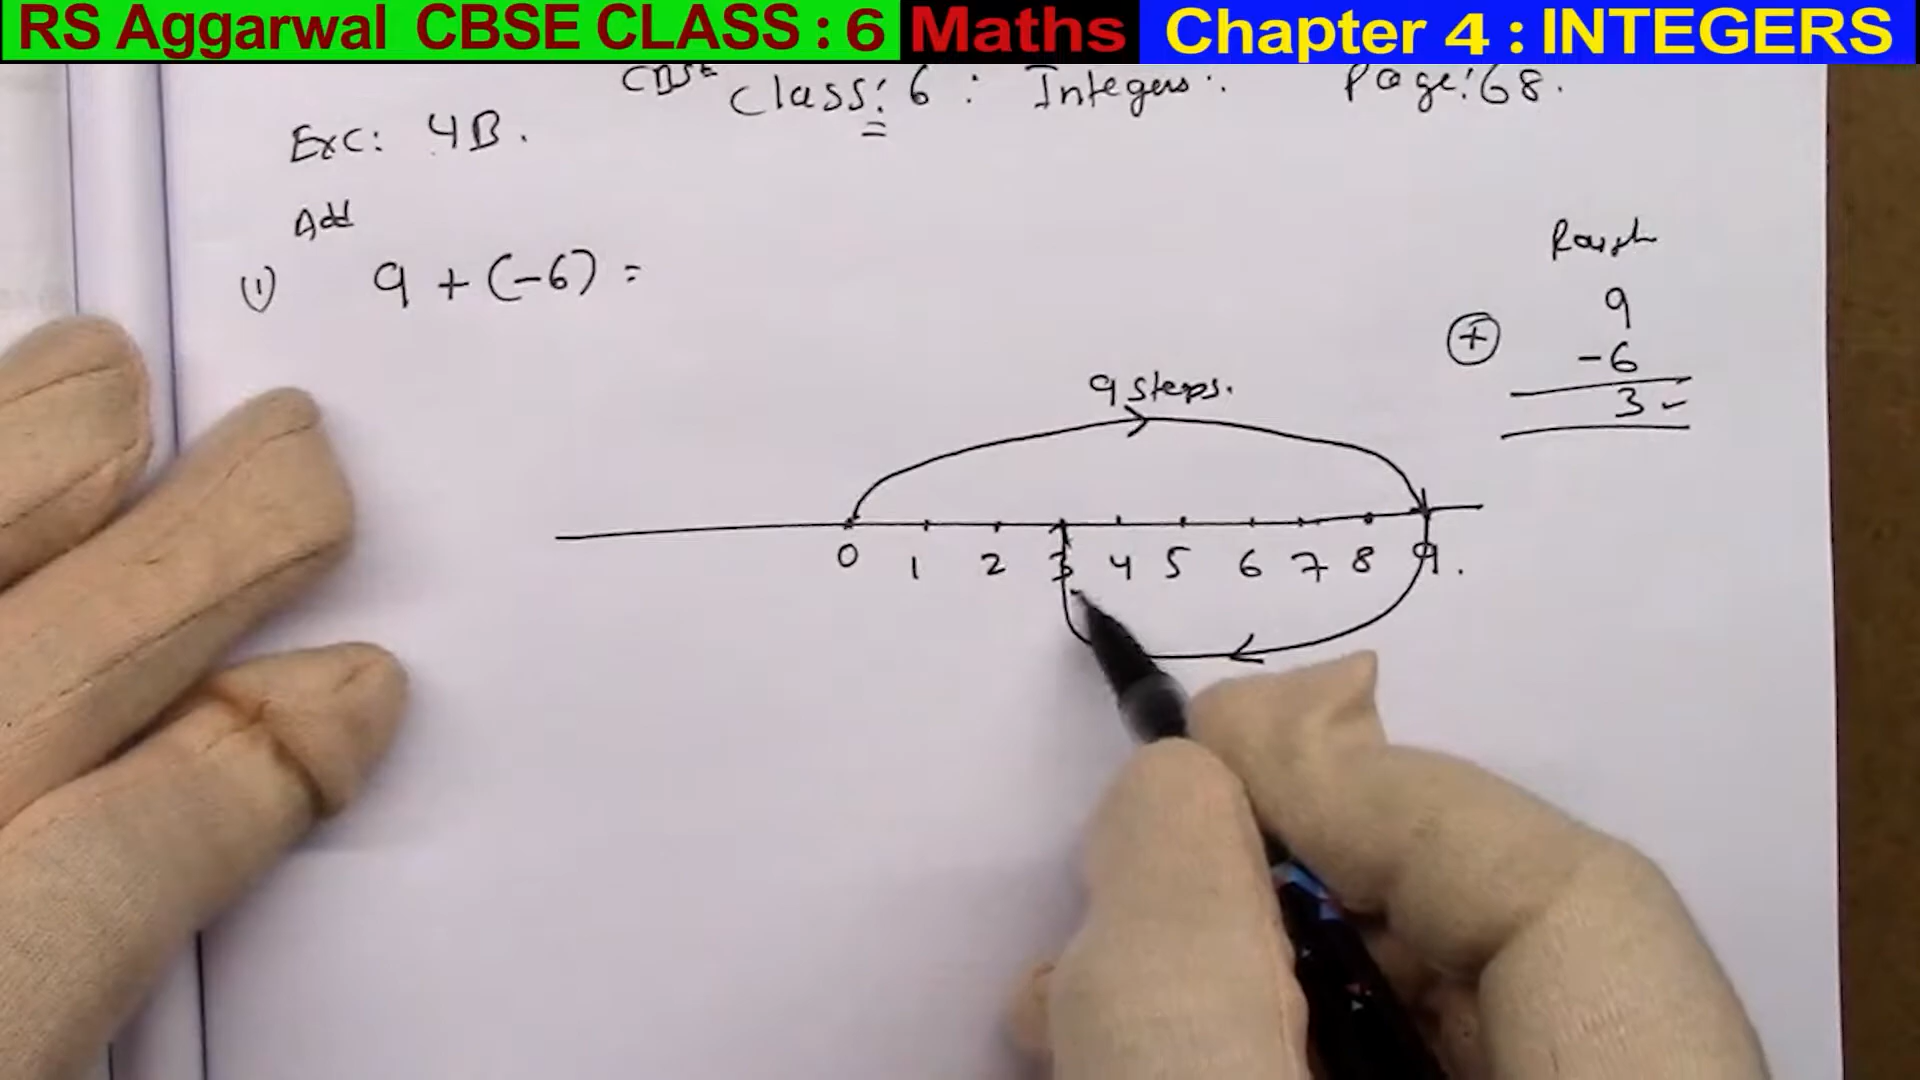 RS Aggarwal CBSE CLASS : 6 Maths Chapter 4 : INTEGERS
CBSE Class: 6 : Integers. Page: 68.
Exc: 4B.
Add
(1) 9 + (-6) =
Rough
9
+ -6
3
9 steps.
0 1 2 3 4 5 6 7 8 9.